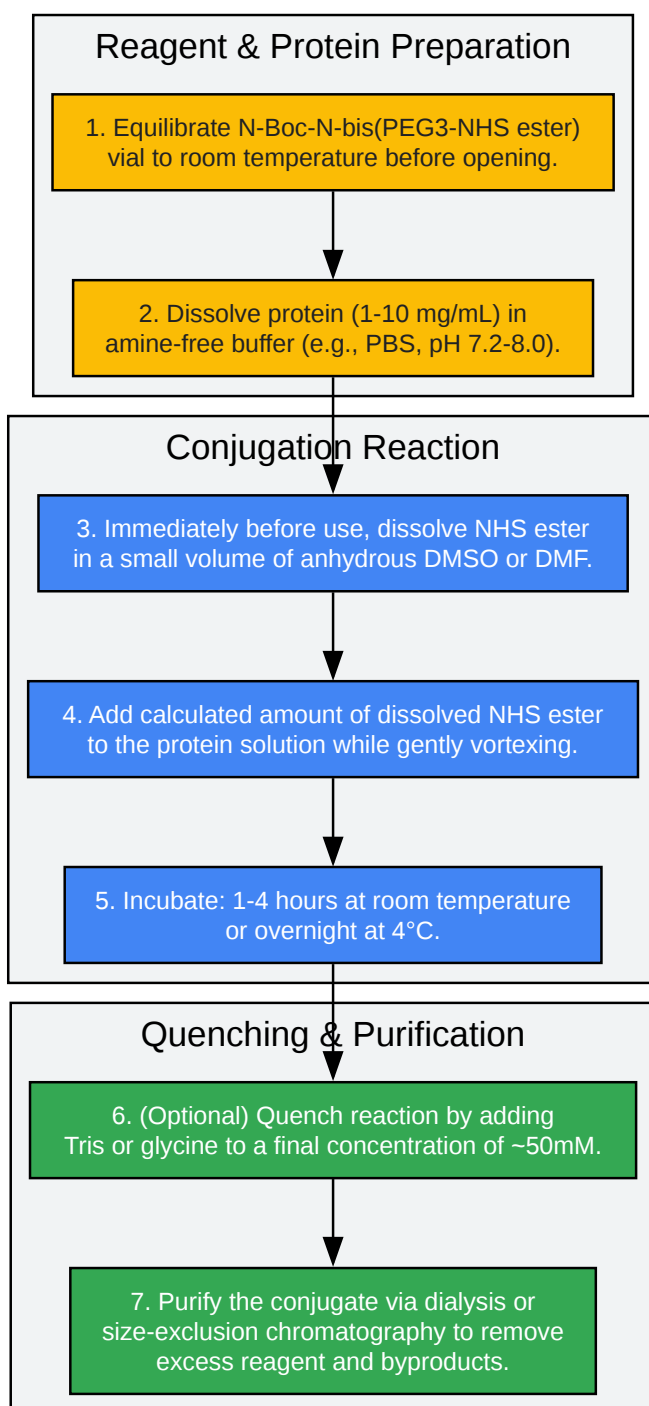 Reagent & Protein Preparation
1. Equilibrate N-Boc-N-bis(PEG3-NHS ester)
vial to room temperature before opening.
2. Dissolve protein (1-10 mg/mL) in
amine-free buffer (e.g., PBS, pH 7.2-8.0).
Conjugation Reaction
3. Immediately before use, dissolve NHS ester
in a small volume of anhydrous DMSO or DMF.
4. Add calculated amount of dissolved NHS ester
to the protein solution while gently vortexing.
5. Incubate: 1-4 hours at room temperature
or overnight at 4°C.
Quenching & Purification
6. (Optional) Quench reaction by adding
Tris or glycine to a final concentration of ~50mM.
7. Purify the conjugate via dialysis or
size-exclusion chromatography to remove
excess reagent and byproducts.